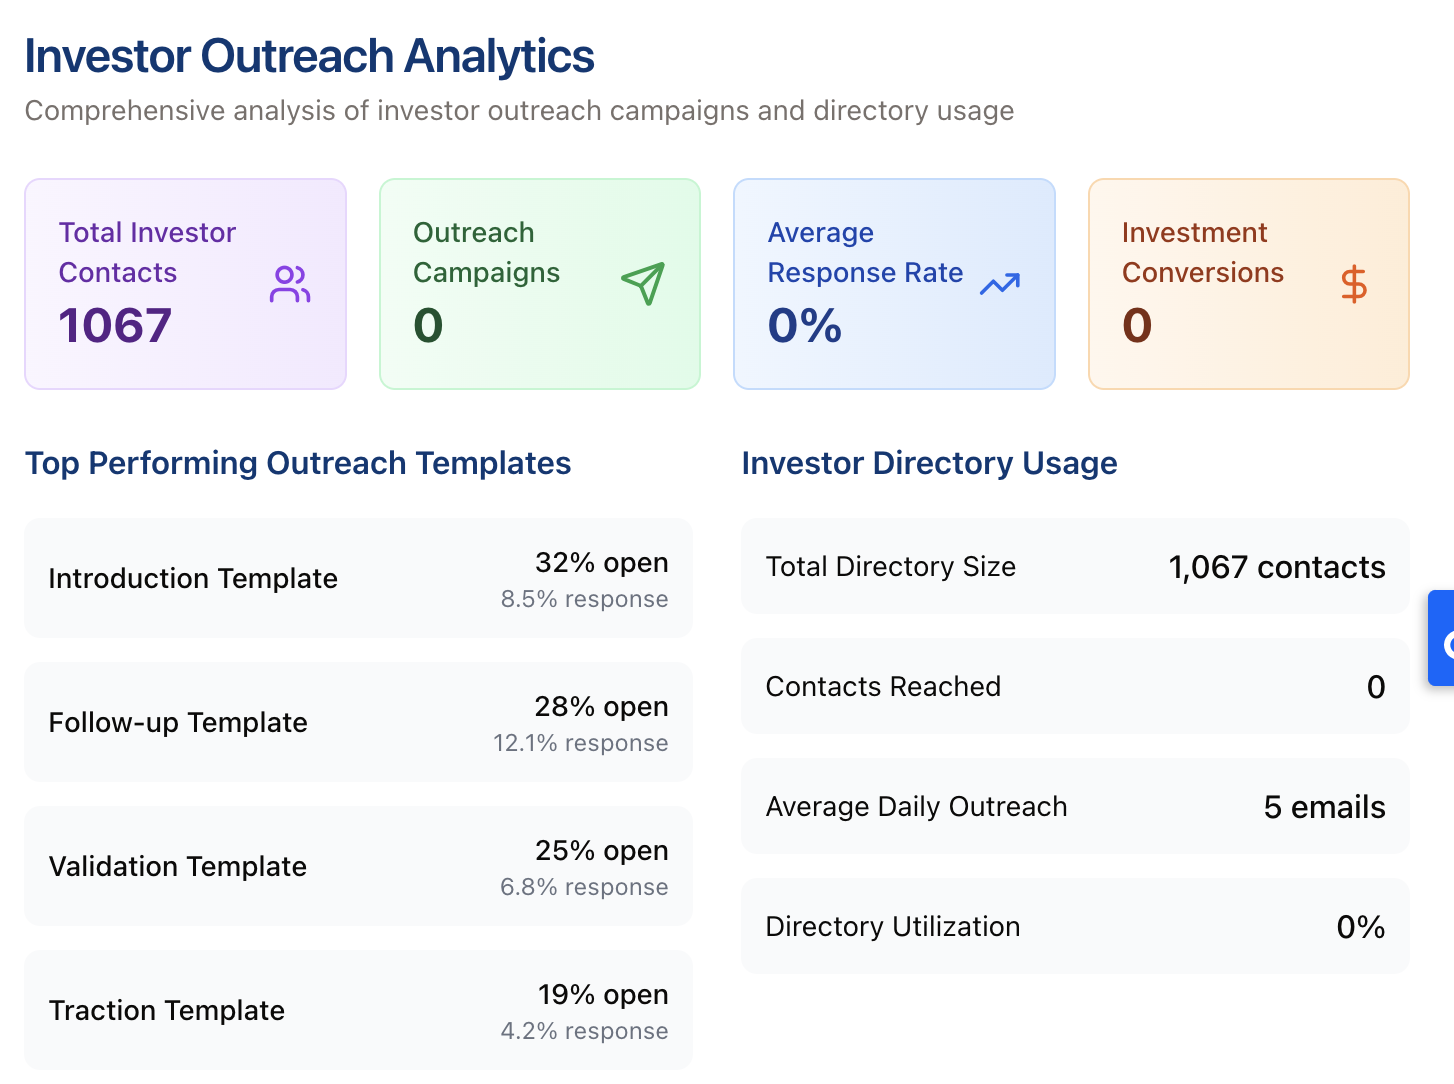 Investor Outreach Analytics
Comprehensive analysis of investor outreach campaigns and directory usage
Total Investor
Contacts
1067
Outreach
Campaigns
0
Average
Response Rate
0%
Investment
Conversions
0
Top Performing Outreach Templates
Introduction Template
32% open
8.5% response
Follow-up Template
28% open
12.1% response
Validation Template
25% open
6.8% response
Traction Template
19% open
4.2% response
Investor Directory Usage
Total Directory Size
1,067 contacts
Contacts Reached
0
Average Daily Outreach
5 emails
Directory Utilization
0%